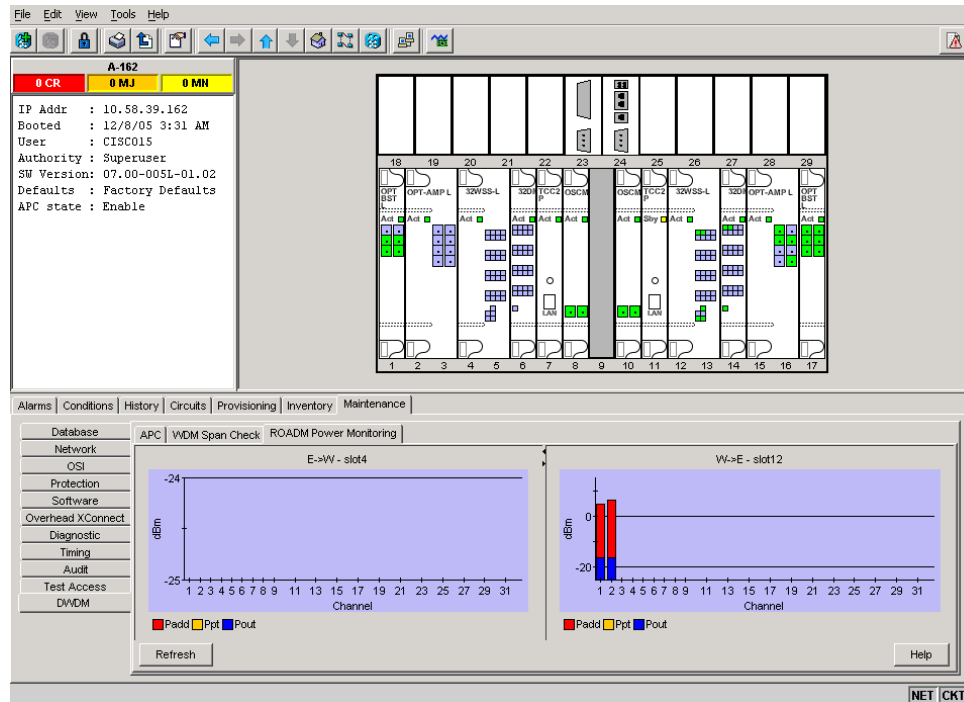 File Edit View Tools Help
A-162
0 CR 0 MJ 0 MN
IP Addr : 10.58.39.162
Booted : 12/8/05 3:31 AM
User : CISCO15
Authority : Superuser
SW Version: 07.00-005L-01.02
Defaults : Factory Defaults
APC state : Enable
18 19 20 21 22 23 24 25 26 27 28 29
OPT BST L OPT-AMP L 32WSS-L 32D TCC2 P OSCM OSCM TCC2 P 32WSS-L 32D OPT-AMP L OPT BST L
Act Act Act Act Act Act Act Sby Act Act Act Act
LAN LAN
1 2 3 4 5 6 7 8 9 10 11 12 13 14 15 16 17
Alarms Conditions History Circuits Provisioning Inventory Maintenance
Database
Network
OSI
Protection
Software
Overhead XConnect
Diagnostic
Timing
Audit
Test Access
DWDM
APC WDM Span Check ROADM Power Monitoring
E->W - slot4
-24
dBm
-25
1 2 3 4 5 6 7 8 9 11 13 15 17 19 21 23 25 27 29 31
Channel
Padd Ppt Pout
W->E - slot12
0
dBm
-20
1 2 3 4 5 6 7 8 9 11 13 15 17 19 21 23 25 27 29 31
Channel
Padd Ppt Pout
Refresh Help
NET CKT